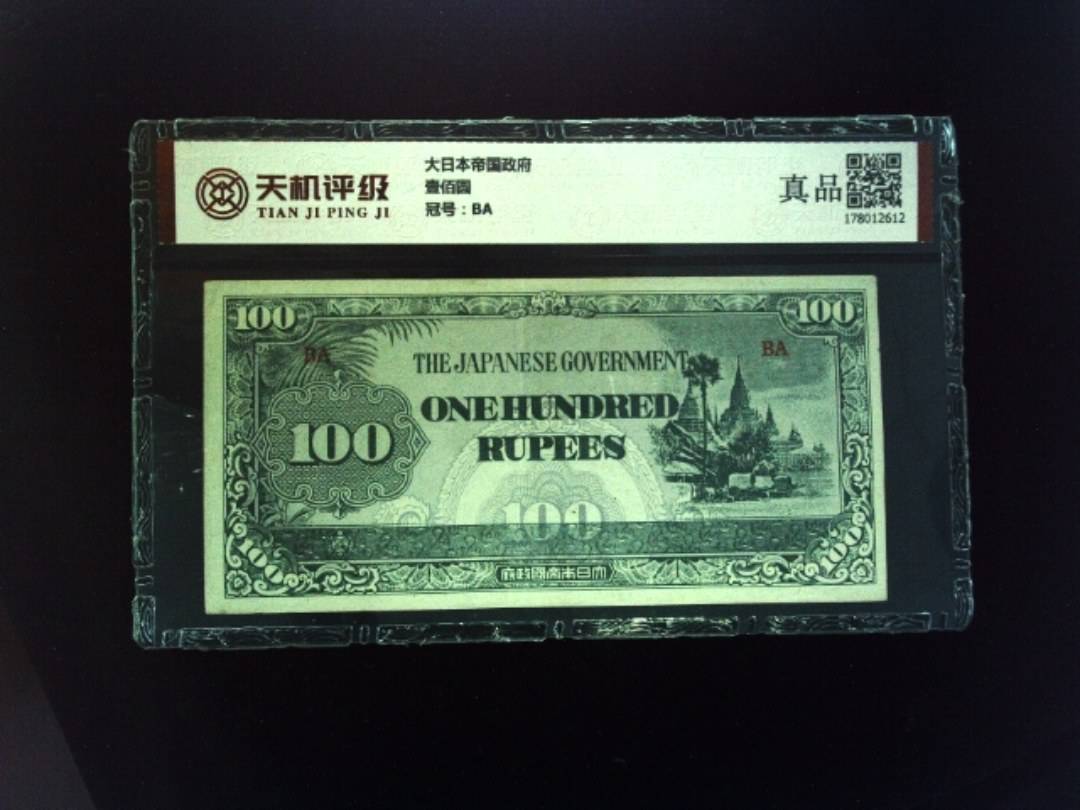 天机评级
TIAN JI PING JI
大日本帝国政府
壹佰圆
冠号：BA
真品
178012612
100
100
BA
BA
THE JAPANESE GOVERNMENT
ONE HUNDRED
RUPEES
100
100
100
100
府政國帝本日大